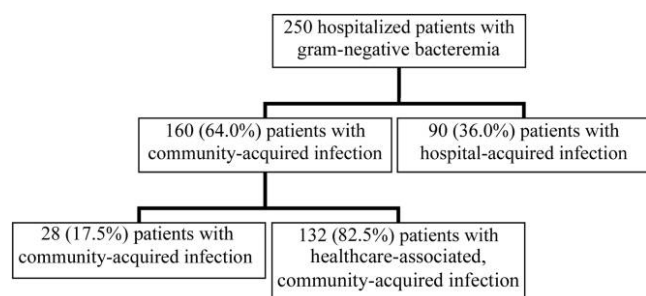 250 hospitalized patients with
gram-negative bacteremia
160 (64.0%) patients with
community-acquired infection
90 (36.0%) patients with
hospital-acquired infection
28 (17.5%) patients with
community-acquired infection
132 (82.5%) patients with
healthcare-associated,
community-acquired infection